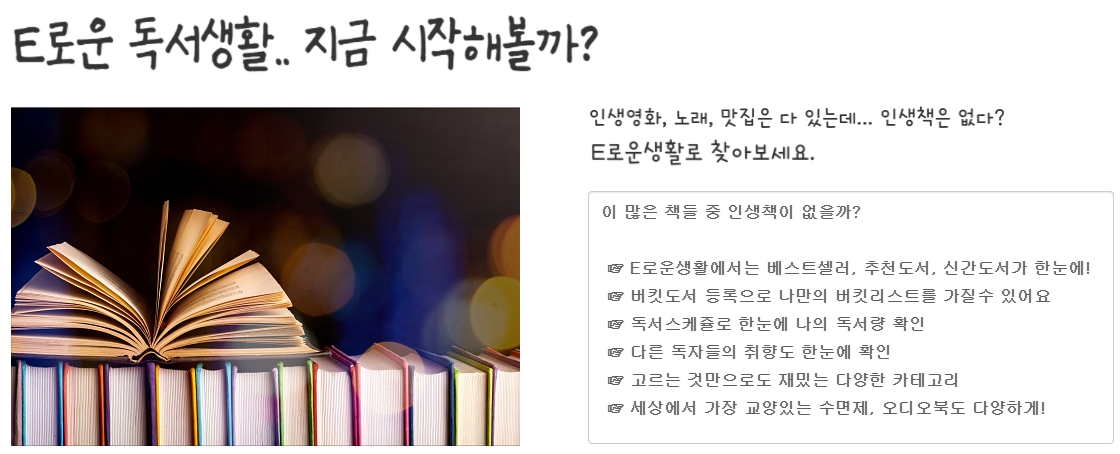 E로운 독서생활.. 지금 시작해볼까?
인생영화, 노래, 맛집은 다 있는데... 인생책은 없다?
E로운생활로 찾아보세요.
이 많은 책들 중 인생책이 없을까?
☞ E로운생활에서는 베스트셀러, 추천도서, 신간도서가 한눈에!
☞ 버킷도서 등록으로 나만의 버킷리스트를 가질수 있어요
☞ 독서스케쥴로 한눈에 나의 독서량 확인
☞ 다른 독자들의 취향도 한눈에 확인
☞ 고르는 것만으로도 재밌는 다양한 카테고리
☞ 세상에서 가장 교양있는 수면제, 오디오북도 다양하게!